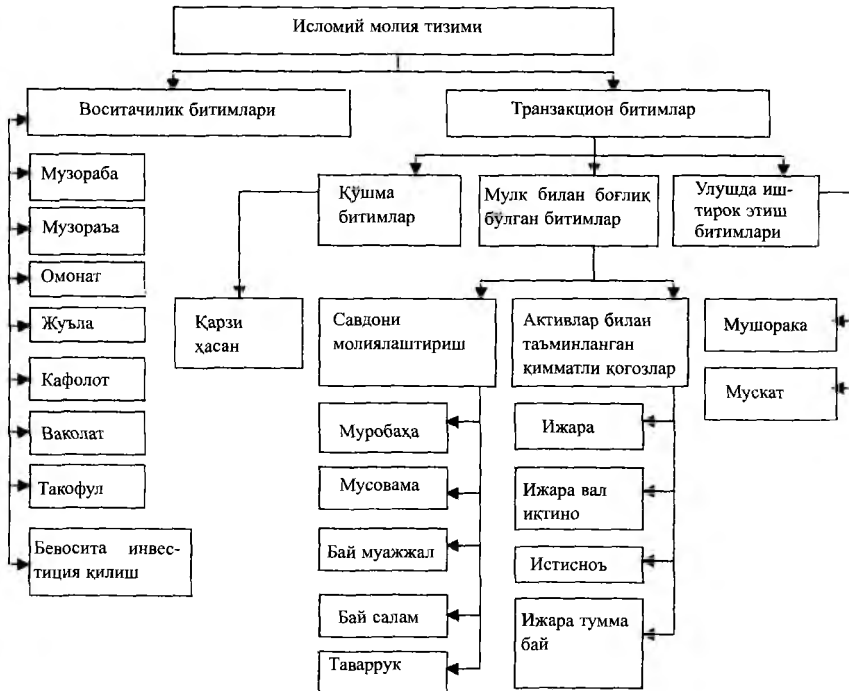 Исломий молия тизими
Воситачилик битимлари
Транзакцион битимлар
Музораба
Музораъа
Омонат
Жуъла
Кафолот
Ваколат
Такофул
Бевосита инвес-
тиция қилиш
Қўшма
битимлар
Мулк билан боғлиқ
бўлган битимлар
Улушда иш-
тирок этиш
битимлари
Қарзи
ҳасан
Савдони
молиялаштириш
Активлар билан
таъминланган
қимматли қоғозлар
Мушорака
Мускат
Муробаҳа
Мусовама
Бай муажжал
Бай салам
Таваррук
Ижара
Ижара вал
иқтино
Истисноъ
Ижара тумма
бай